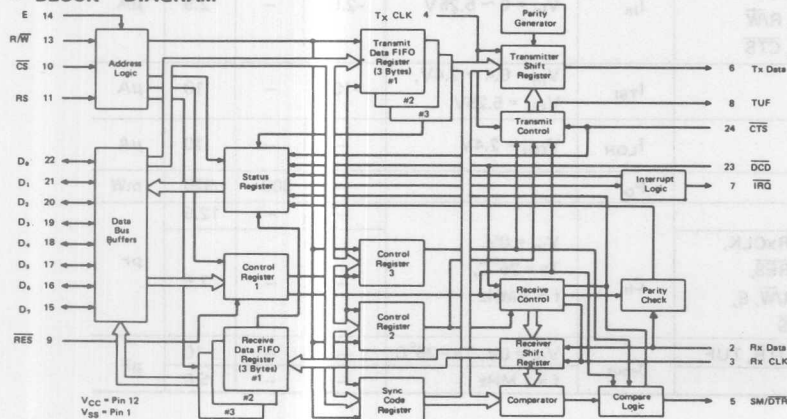 BLOCK DIAGRAM
E 14
R/W 13
CS 10
RS 11
Address
Logic
Tx CLK 4
Transmit
Data FIFO
Register
(3 Bytes)
#1
#2
#3
Parity
Generator
Transmitter
Shift
Register
Transmit
Control
6 Tx Data
8 TUF
24 CTS
23 DCD
7 IRQ
Interrupt
Logic
D₀ 22
D₁ 21
D₂ 20
D₃ 19
D₄ 18
D₅ 17
D₆ 16
D₇ 15
Data
Bus
Buffers
Status
Register
Control
Register
1
Control
Register
3
Control
Register
2
Receive
Control
Parity
Check
RES 9
Receive
Data FIFO
Register
(3 Bytes)
#1
#2
#3
Receiver
Shift
Register
2 Rx Data
3 Rx CLK
Sync
Code
Register
Comparator
Compare
Logic
5 SM/DTR
VCC = Pin 12
VSS = Pin 1